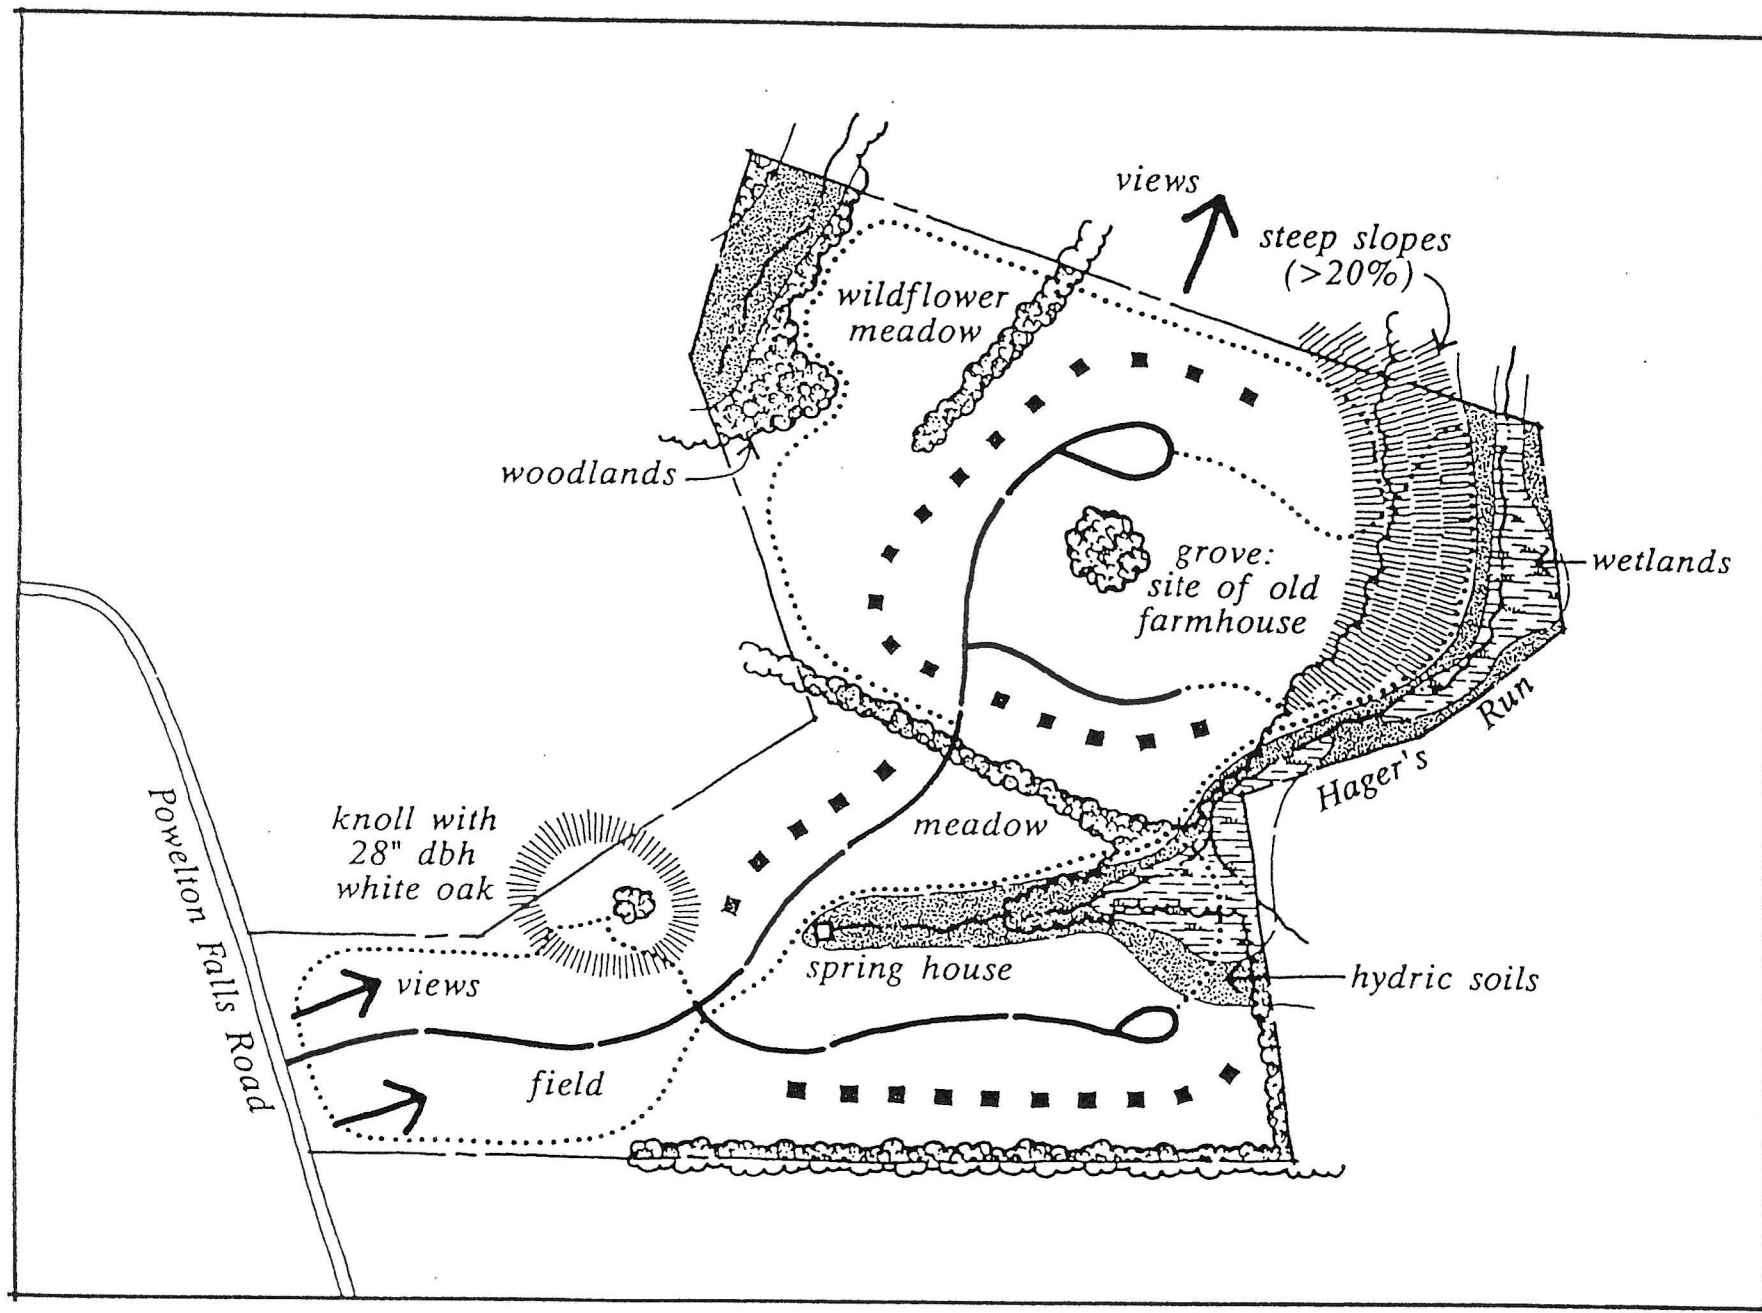 views
steep slopes
(>20%)
wildflower
meadow
woodlands
grove:
site of old
farmhouse
wetlands
Hager's Run
knoll with
28" dbh
white oak
meadow
Powelton Falls Road
spring house
views
hydric soils
field